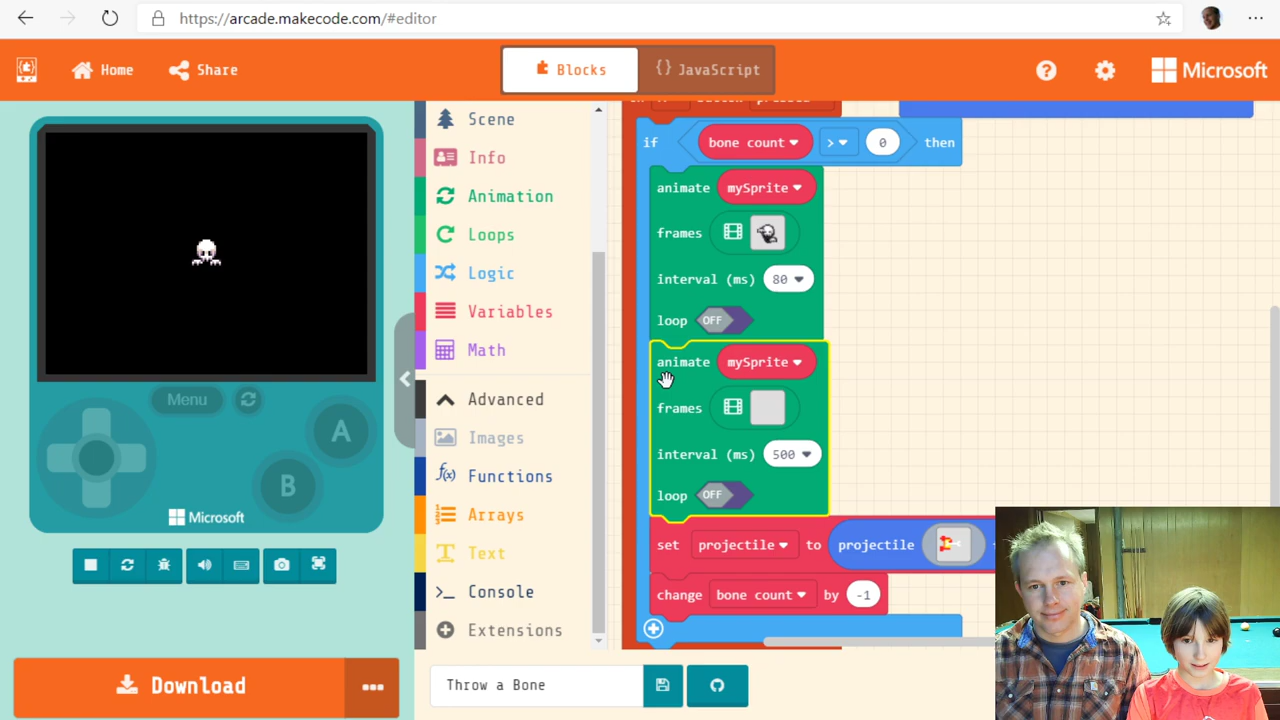 https://arcade.makecode.com/#editor
Home
Share
Blocks
{} JavaScript
?
Microsoft
Scene
Info
Animation
Loops
Logic
Variables
Math
Advanced
Images
Functions
Arrays
Text
Console
Extensions
if bone count > 0 then
animate mySprite
frames
interval (ms) 80
loop OFF
animate mySprite
frames
interval (ms) 500
loop OFF
set projectile to projectile
change bone count by -1
Menu
A
B
Microsoft
Download
Throw a Bone